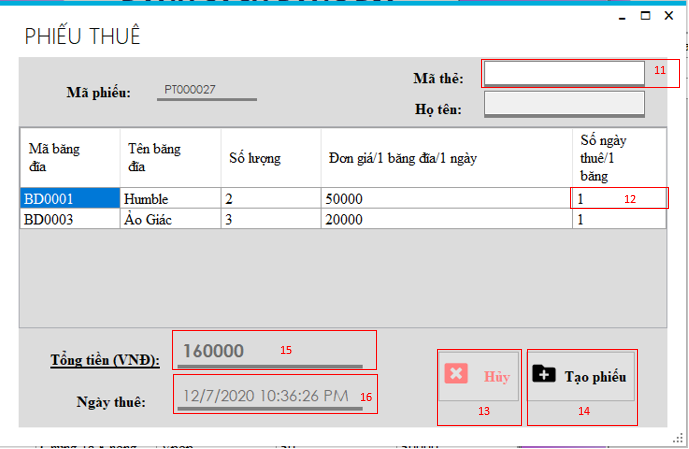 PHIẾU THUÊ
Mã phiếu: PT000027
Mã thẻ: 11
Họ tên:
Mã băng đĩa Tên băng đĩa Số lượng Đơn giá/1 băng đĩa/1 ngày Số ngày thuê/1 băng
BD0001 Humble 2 50000 1 12
BD0003 Ảo Giác 3 20000 1
Tổng tiền (VNĐ): 160000 15
Ngày thuê: 12/7/2020 10:36:26 PM 16
Hủy Tạo phiếu
13 14